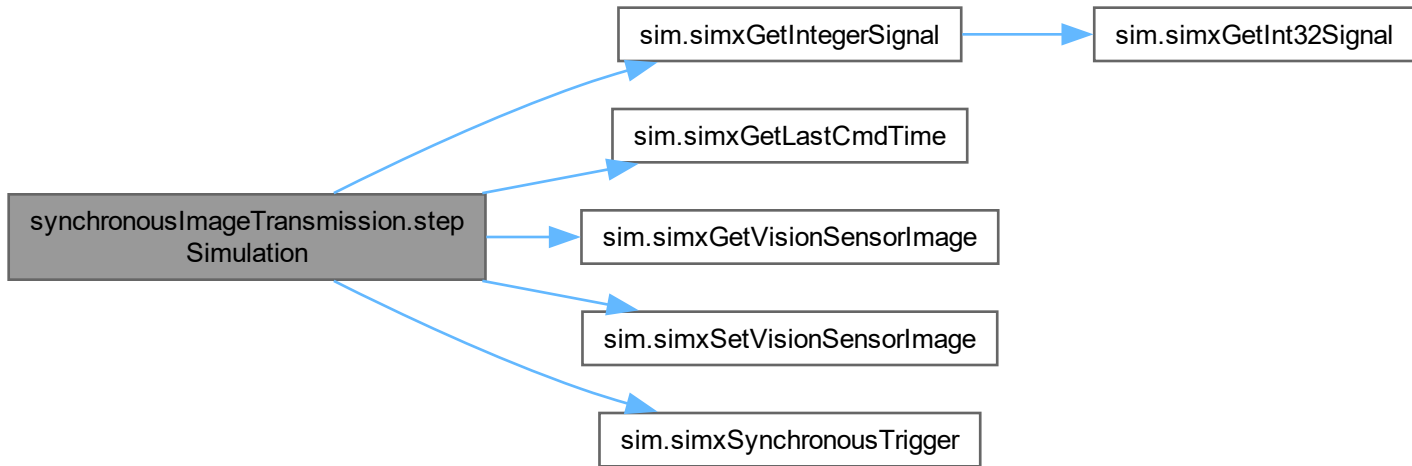 sim.simxGetIntegerSignal
sim.simxGetInt32Signal
sim.simxGetLastCmdTime
synchronousImageTransmission.step
Simulation
sim.simxGetVisionSensorImage
sim.simxSetVisionSensorImage
sim.simxSynchronousTrigger